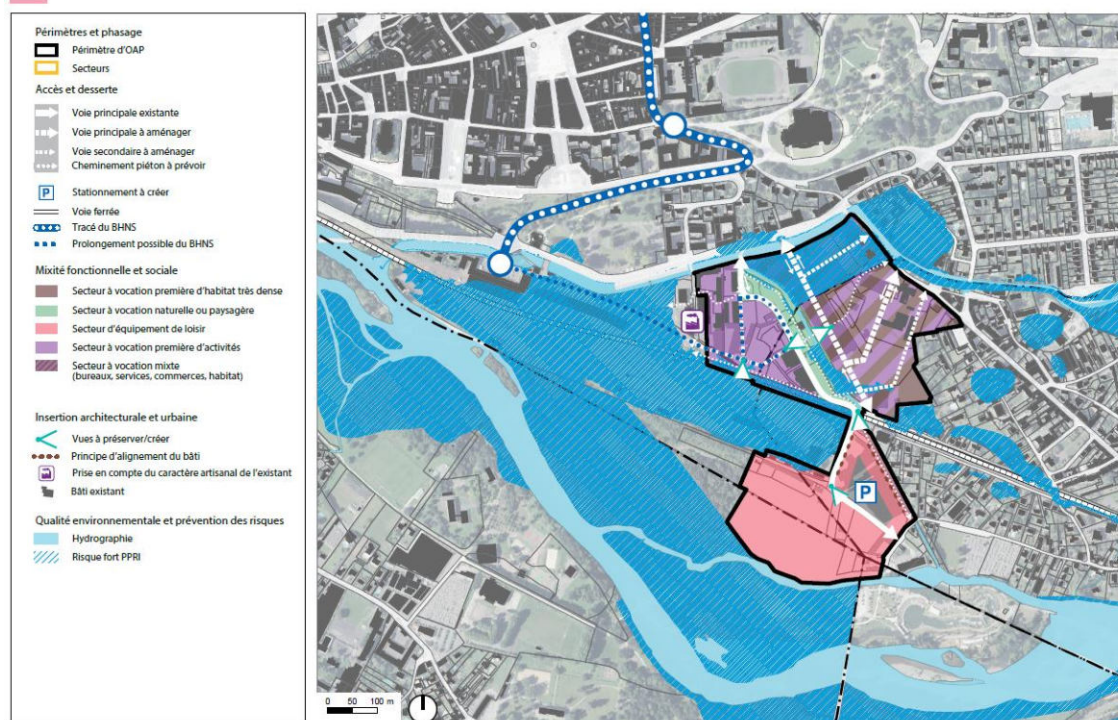 Périmètres et phasage
Périmètre d'OAP
Secteurs
Accès et desserte
Voie principale existante
Voie principale à aménager
Voie secondaire à aménager
Cheminement piéton à prévoir
P
Stationnement à créer
Voie ferrée
Tracé du BHNS
Prolongement possible du BHNS
Mixité fonctionnelle et sociale
Secteur à vocation première d'habitat très dense
Secteur à vocation naturelle ou paysagère
Secteur d'équipement de loisir
Secteur à vocation première d'activités
Secteur à vocation mixte
(bureaux, services, commerces, habitat)
Insertion architecturale et urbaine
Vues à préserver/créer
Principe d'alignement du bâti
Prise en compte du caractère artisanal de l'existant
Bâti existant
Qualité environnementale et prévention des risques
Hydrographie
Risque fort PPRI
P
0 50 100 m